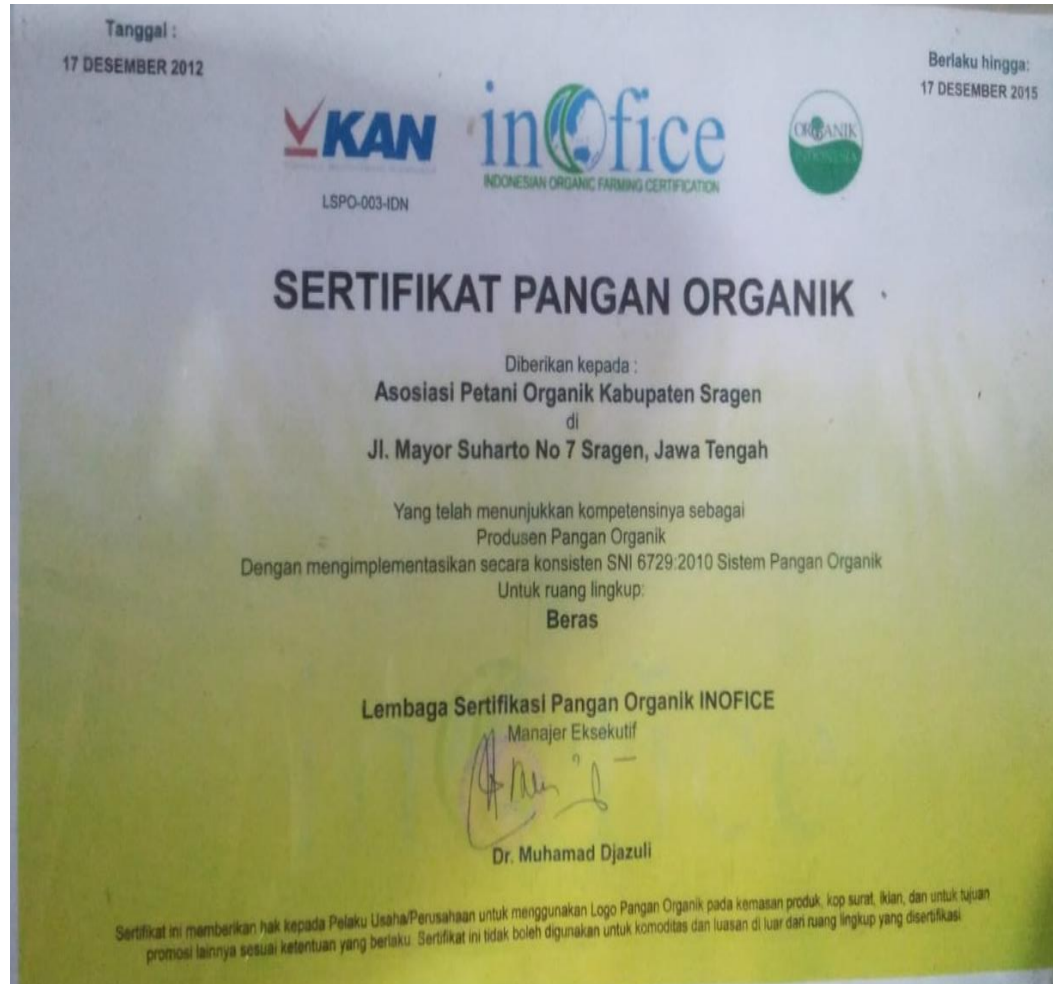 Tanggal :
17 DESEMBER 2012
Berlaku hingga:
17 DESEMBER 2015
KAN
LSPO-003-IDN
inOfice
INDONESIAN ORGANIC FARMING CERTIFICATION
ORGANIK
INDONESIA
SERTIFIKAT PANGAN ORGANIK
Diberikan kepada :
Asosiasi Petani Organik Kabupaten Sragen
di
Jl. Mayor Suharto No 7 Sragen, Jawa Tengah
Yang telah menunjukkan kompetensinya sebagai
Produsen Pangan Organik
Dengan mengimplementasikan secara konsisten SNI 6729:2010 Sistem Pangan Organik
Untuk ruang lingkup:
Beras
Lembaga Sertifikasi Pangan Organik INOFICE
Manajer Eksekutif
Dr. Muhamad Djazuli
Sertifikat ini memberikan hak kepada Pelaku Usaha/Perusahaan untuk menggunakan Logo Pangan Organik pada kemasan produk, kop surat, iklan, dan untuk tujuan
promosi lainnya sesuai ketentuan yang berlaku. Sertifikat ini tidak boleh digunakan untuk komoditas dan luasan di luar dari ruang lingkup yang disertifikasi